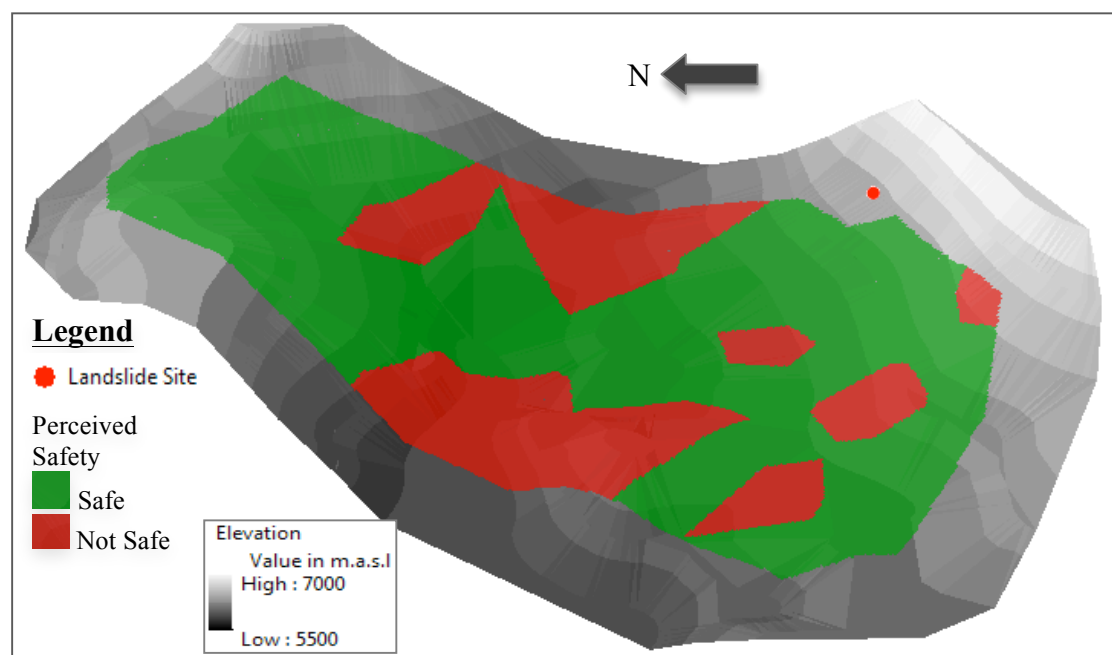 N
Legend
Landslide Site
Perceived
Safety
Safe
Not Safe
Elevation
Value in m.a.s.l
High : 7000
Low : 5500